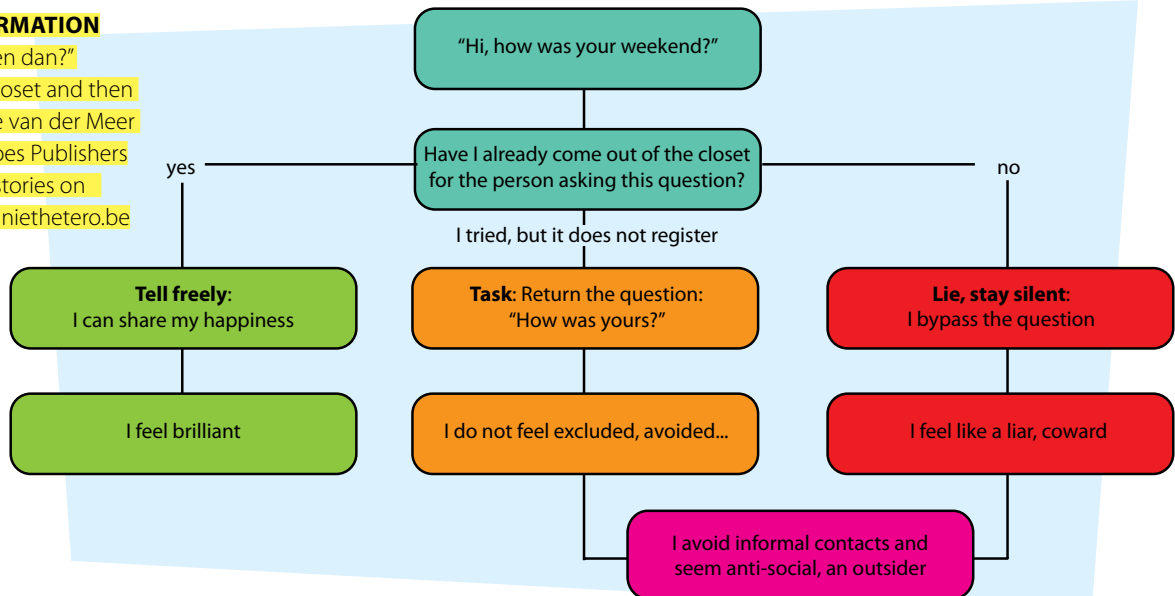 RMATION
en dan?”
oset and then
van der Meer
Publishers
stories on
niethetero.be
“Hi, how was your weekend?”
Have I already come out of the closet
for the person asking this question?
yes
no
I tried, but it does not register
Tell freely:
I can share my happiness
Task: Return the question:
“How was yours?”
Lie, stay silent:
I bypass the question
I feel brilliant
I do not feel excluded, avoided...
I feel like a liar, coward
I avoid informal contacts and
seem anti-social, an outsider